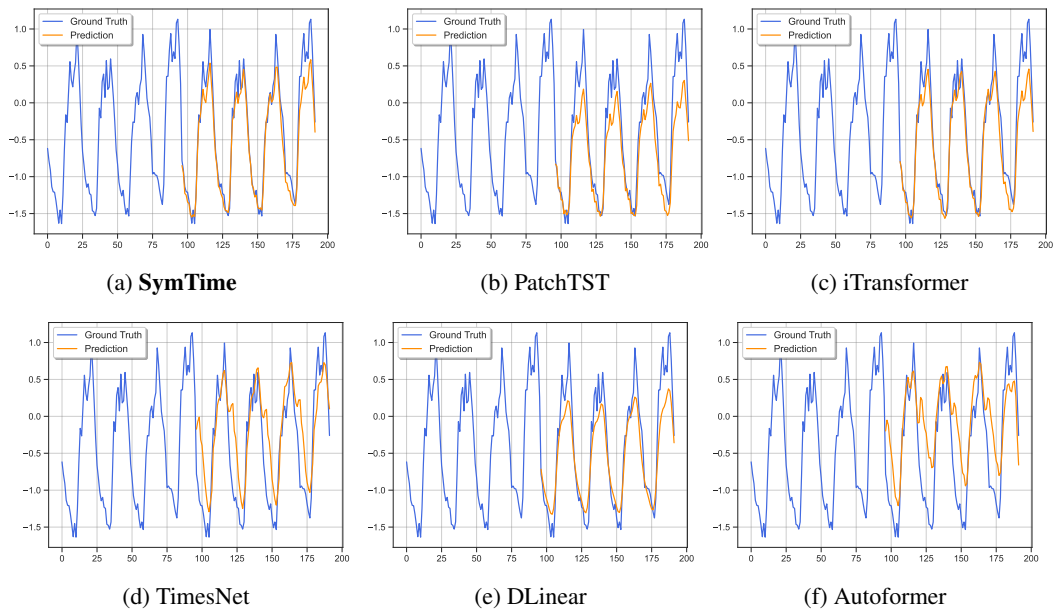 Ground Truth
Prediction
1.0
0.5
0.0
−0.5
−1.0
−1.5
0 25 50 75 100 125 150 175 200
(a) SymTime
Ground Truth
Prediction
1.0
0.5
0.0
−0.5
−1.0
−1.5
0 25 50 75 100 125 150 175 200
(b) PatchTST
Ground Truth
Prediction
1.0
0.5
0.0
−0.5
−1.0
−1.5
0 25 50 75 100 125 150 175 200
(c) iTransformer
Ground Truth
Prediction
1.0
0.5
0.0
−0.5
−1.0
−1.5
0 25 50 75 100 125 150 175 200
(d) TimesNet
Ground Truth
Prediction
1.0
0.5
0.0
−0.5
−1.0
−1.5
0 25 50 75 100 125 150 175 200
(e) DLinear
Ground Truth
Prediction
1.0
0.5
0.0
−0.5
−1.0
−1.5
0 25 50 75 100 125 150 175 200
(f) Autoformer